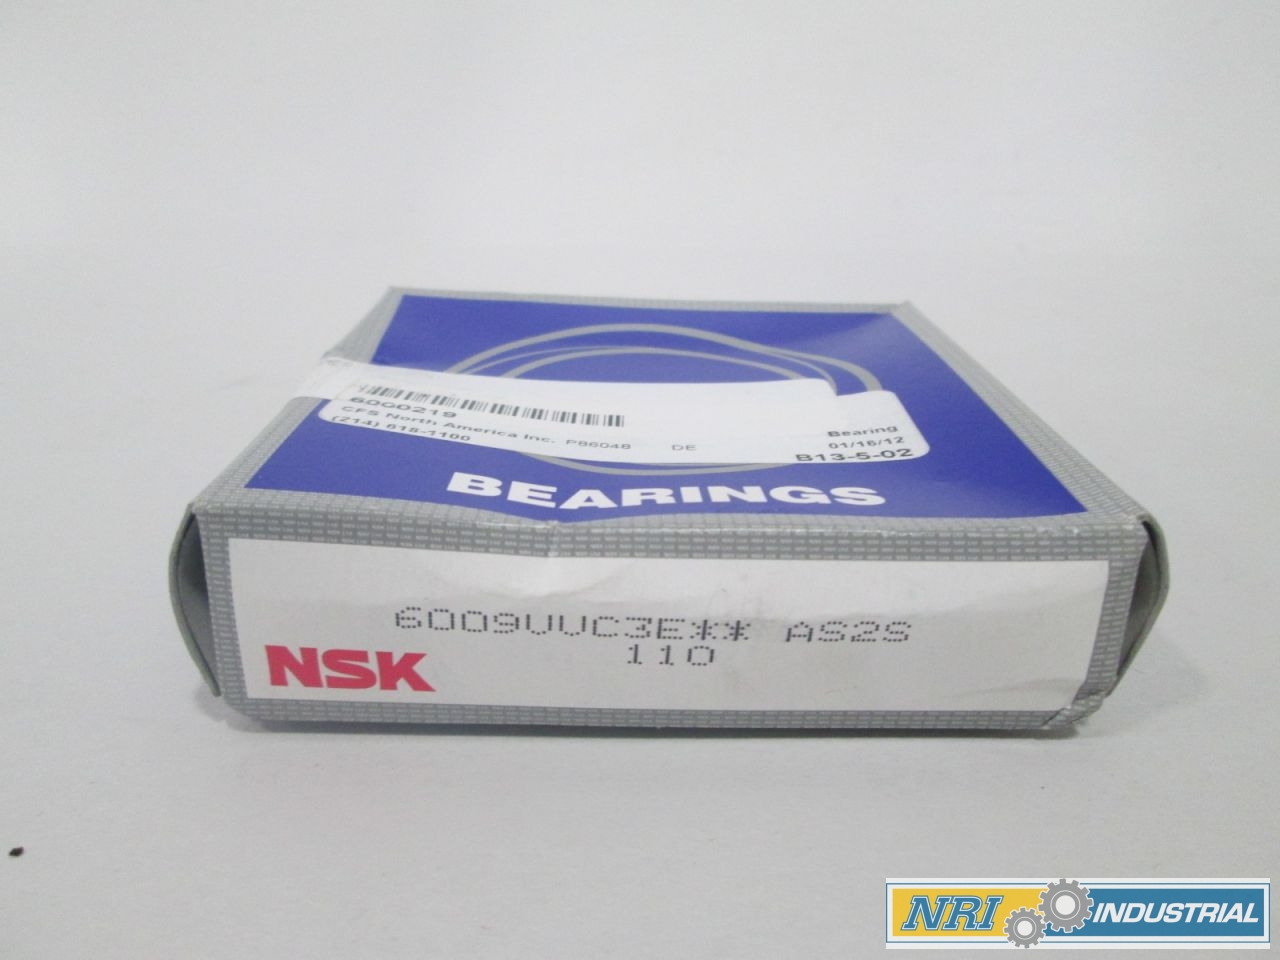 6000219
CFS North America Inc. P86048 DE
(214) 618-1100
Bearing
01/16/12
B13-5-02
BEARINGS
6009VVC3E** AS2S
110
NSK
NRI INDUSTRIAL